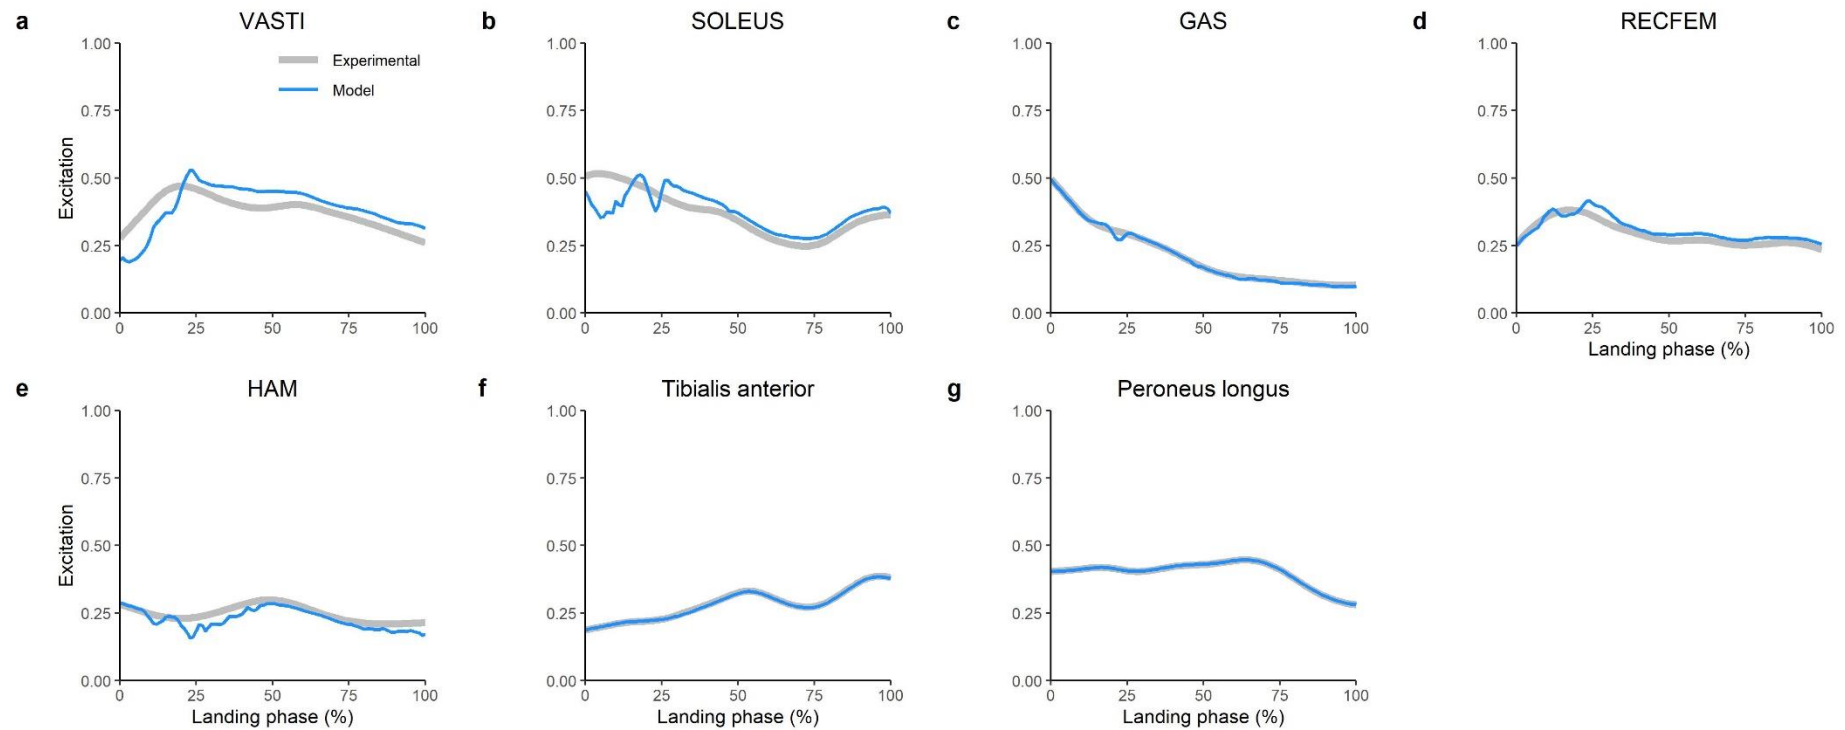 a VASTI
b SOLEUS
c GAS
d RECFEM
Experimental
Model
Excitation
1.00
0.75
0.50
0.25
0.00
0 25 50 75 100
1.00
0.75
0.50
0.25
0.00
0 25 50 75 100
1.00
0.75
0.50
0.25
0.00
0 25 50 75 100
1.00
0.75
0.50
0.25
0.00
0 25 50 75 100
Landing phase (%)
e HAM
f Tibialis anterior
g Peroneus longus
Excitation
1.00
0.75
0.50
0.25
0.00
0 25 50 75 100
Landing phase (%)
1.00
0.75
0.50
0.25
0.00
0 25 50 75 100
Landing phase (%)
1.00
0.75
0.50
0.25
0.00
0 25 50 75 100
Landing phase (%)